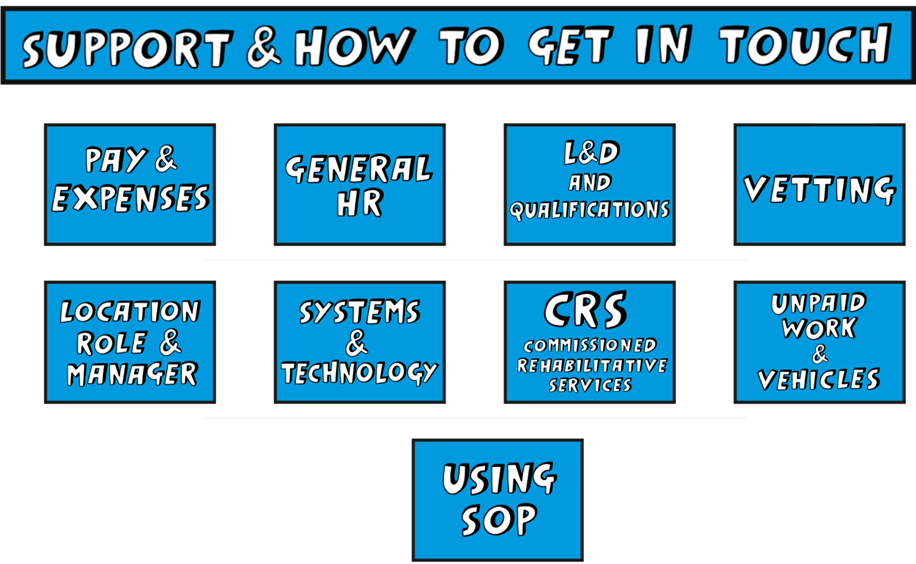 SUPPORT & HOW TO GET IN TOUCH
PAY &
EXPENSES
GENERAL
HR
L&D
AND
QUALIFICATIONS
VETTING
LOCATION
ROLE &
MANAGER
SYSTEMS
&
TECHNOLOGY
CRS
COMMISSIONED
REHABILITATIVE
SERVICES
UNPAID
WORK
&
VEHICLES
USING
SOP